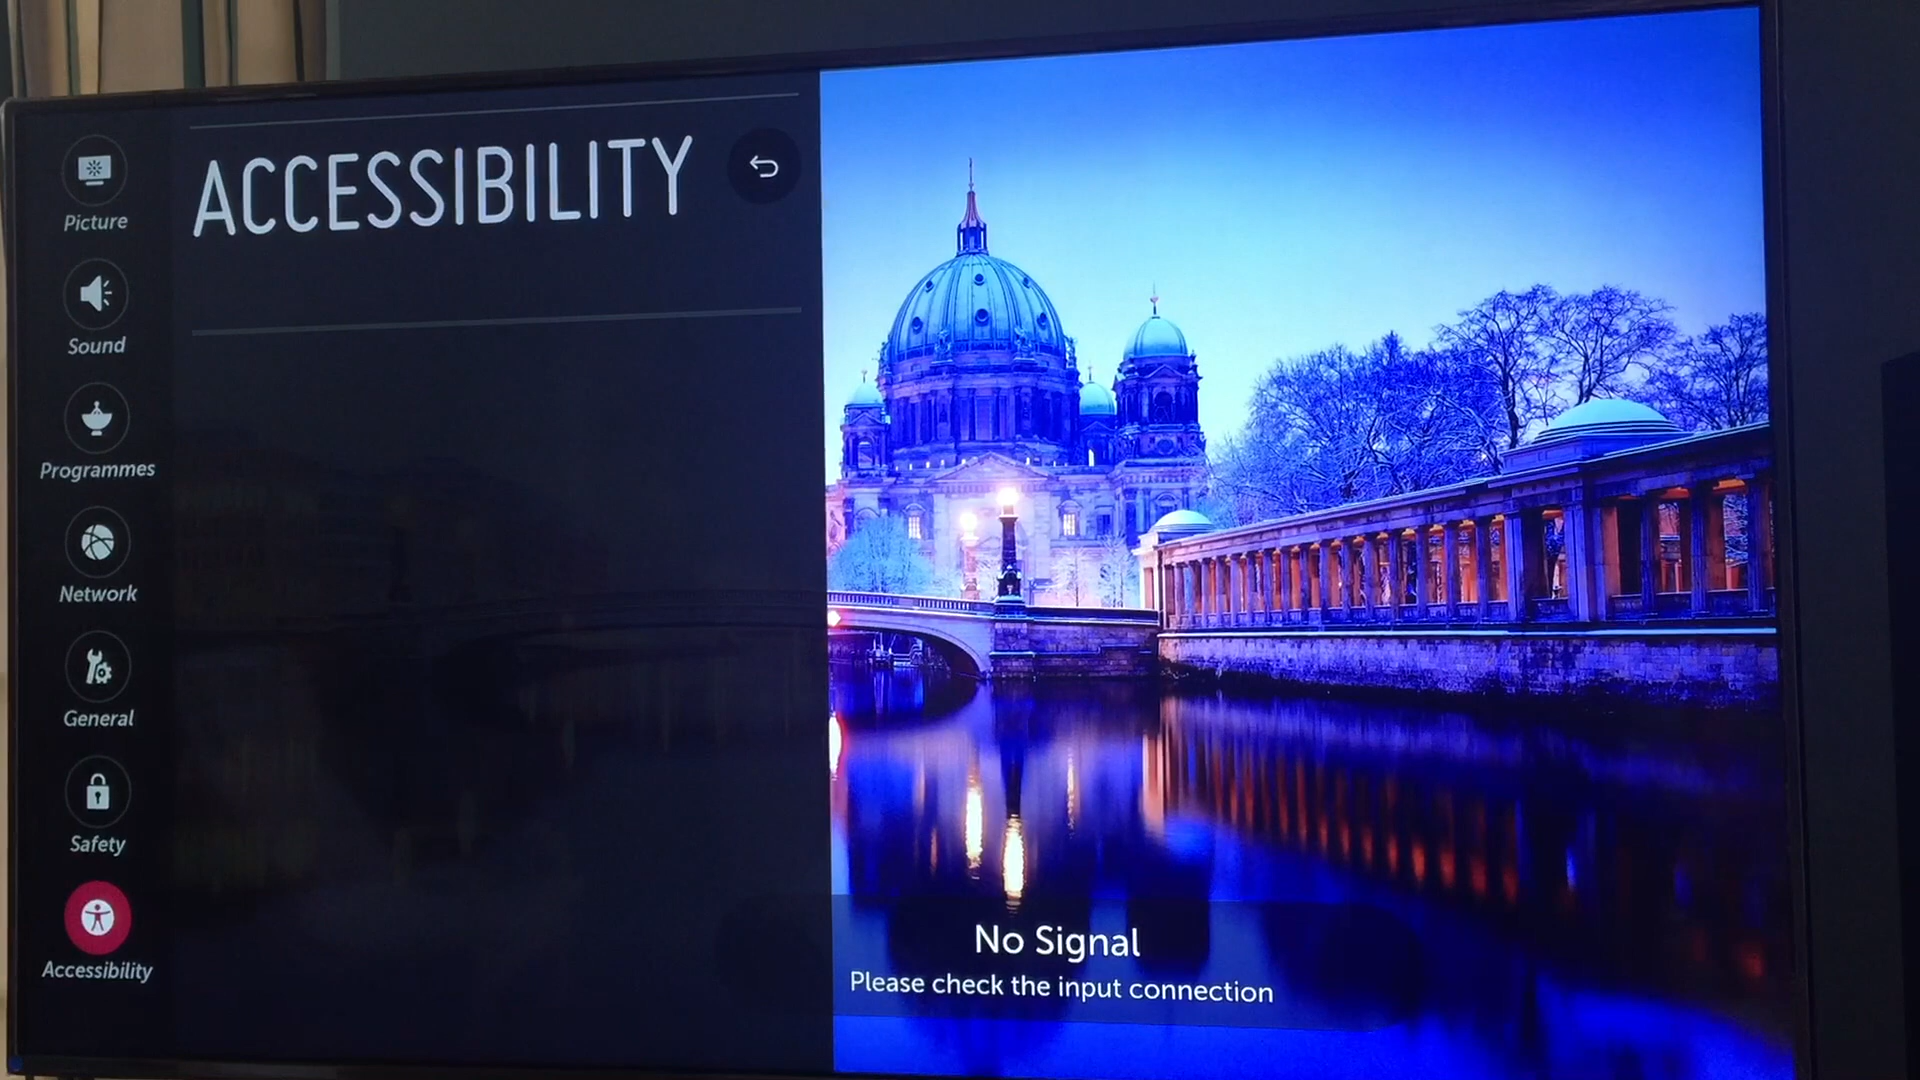 ACCESSIBILITY
Picture
Sound
Programmes
Network
General
Safety
Accessibility
No Signal
Please check the input connection